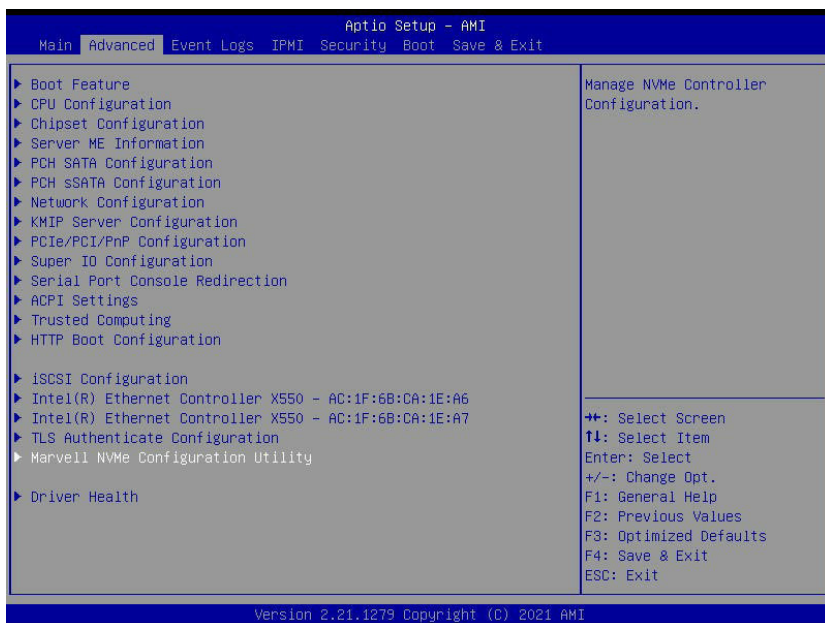 Aptio Setup - AMI
Main Advanced Event Logs IPMI Security Boot Save & Exit
Boot Feature
CPU Configuration
Chipset Configuration
Server ME Information
PCH SATA Configuration
PCH sSATA Configuration
Network Configuration
KMIP Server Configuration
PCIe/PCI/PnP Configuration
Super IO Configuration
Serial Port Console Redirection
ACPI Settings
Trusted Computing
HTTP Boot Configuration
iSCSI Configuration
Intel(R) Ethernet Controller X550 - AC:1F:6B:CA:1E:A6
Intel(R) Ethernet Controller X550 - AC:1F:6B:CA:1E:A7
TLS Authenticate Configuration
Marvell NVMe Configuration Utility
Driver Health
Manage NVMe Controller
Configuration.
→←: Select Screen
↑↓: Select Item
Enter: Select
+/-: Change Opt.
F1: General Help
F2: Previous Values
F3: Optimized Defaults
F4: Save & Exit
ESC: Exit
Version 2.21.1279 Copyright (C) 2021 AMI